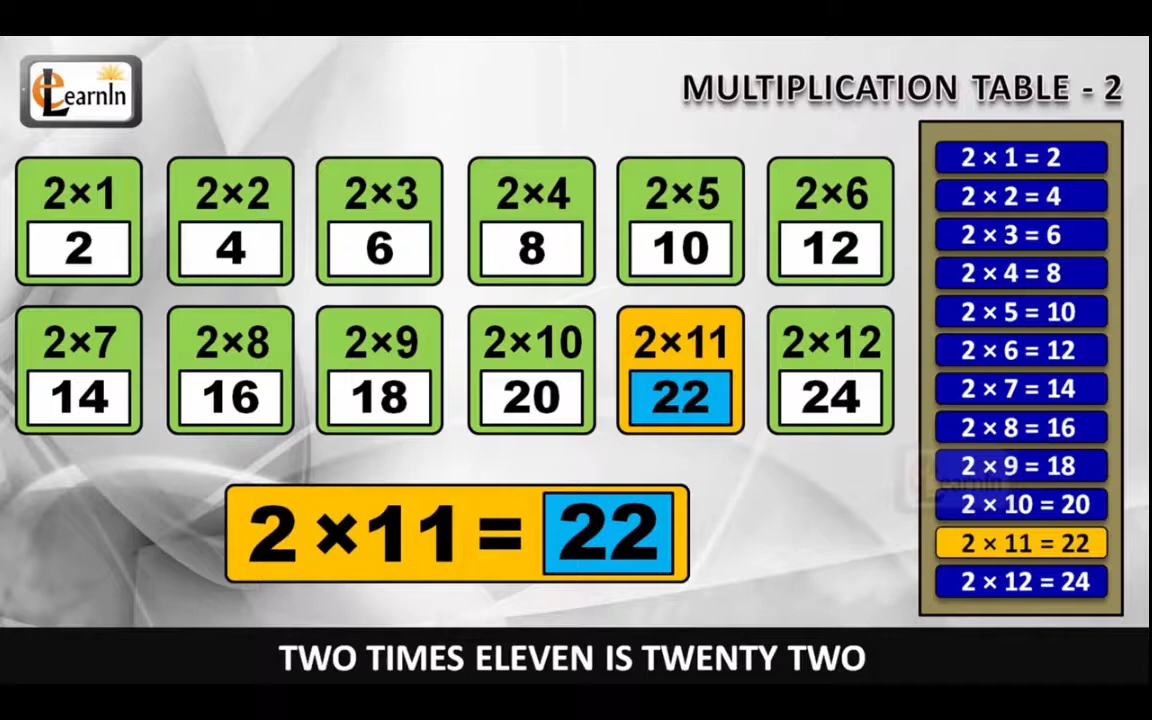 eLearnIn
MULTIPLICATION TABLE - 2
2×1 2×2 2×3 2×4 2×5 2×6
2 4 6 8 10 12
2×7 2×8 2×9 2×10 2×11 2×12
14 16 18 20 22 24
2 ×11 = 22
2 × 1 = 2
2 × 2 = 4
2 × 3 = 6
2 × 4 = 8
2 × 5 = 10
2 × 6 = 12
2 × 7 = 14
2 × 8 = 16
2 × 9 = 18
2 × 10 = 20
2 × 11 = 22
2 × 12 = 24
LearnIn
TWO TIMES ELEVEN IS TWENTY TWO